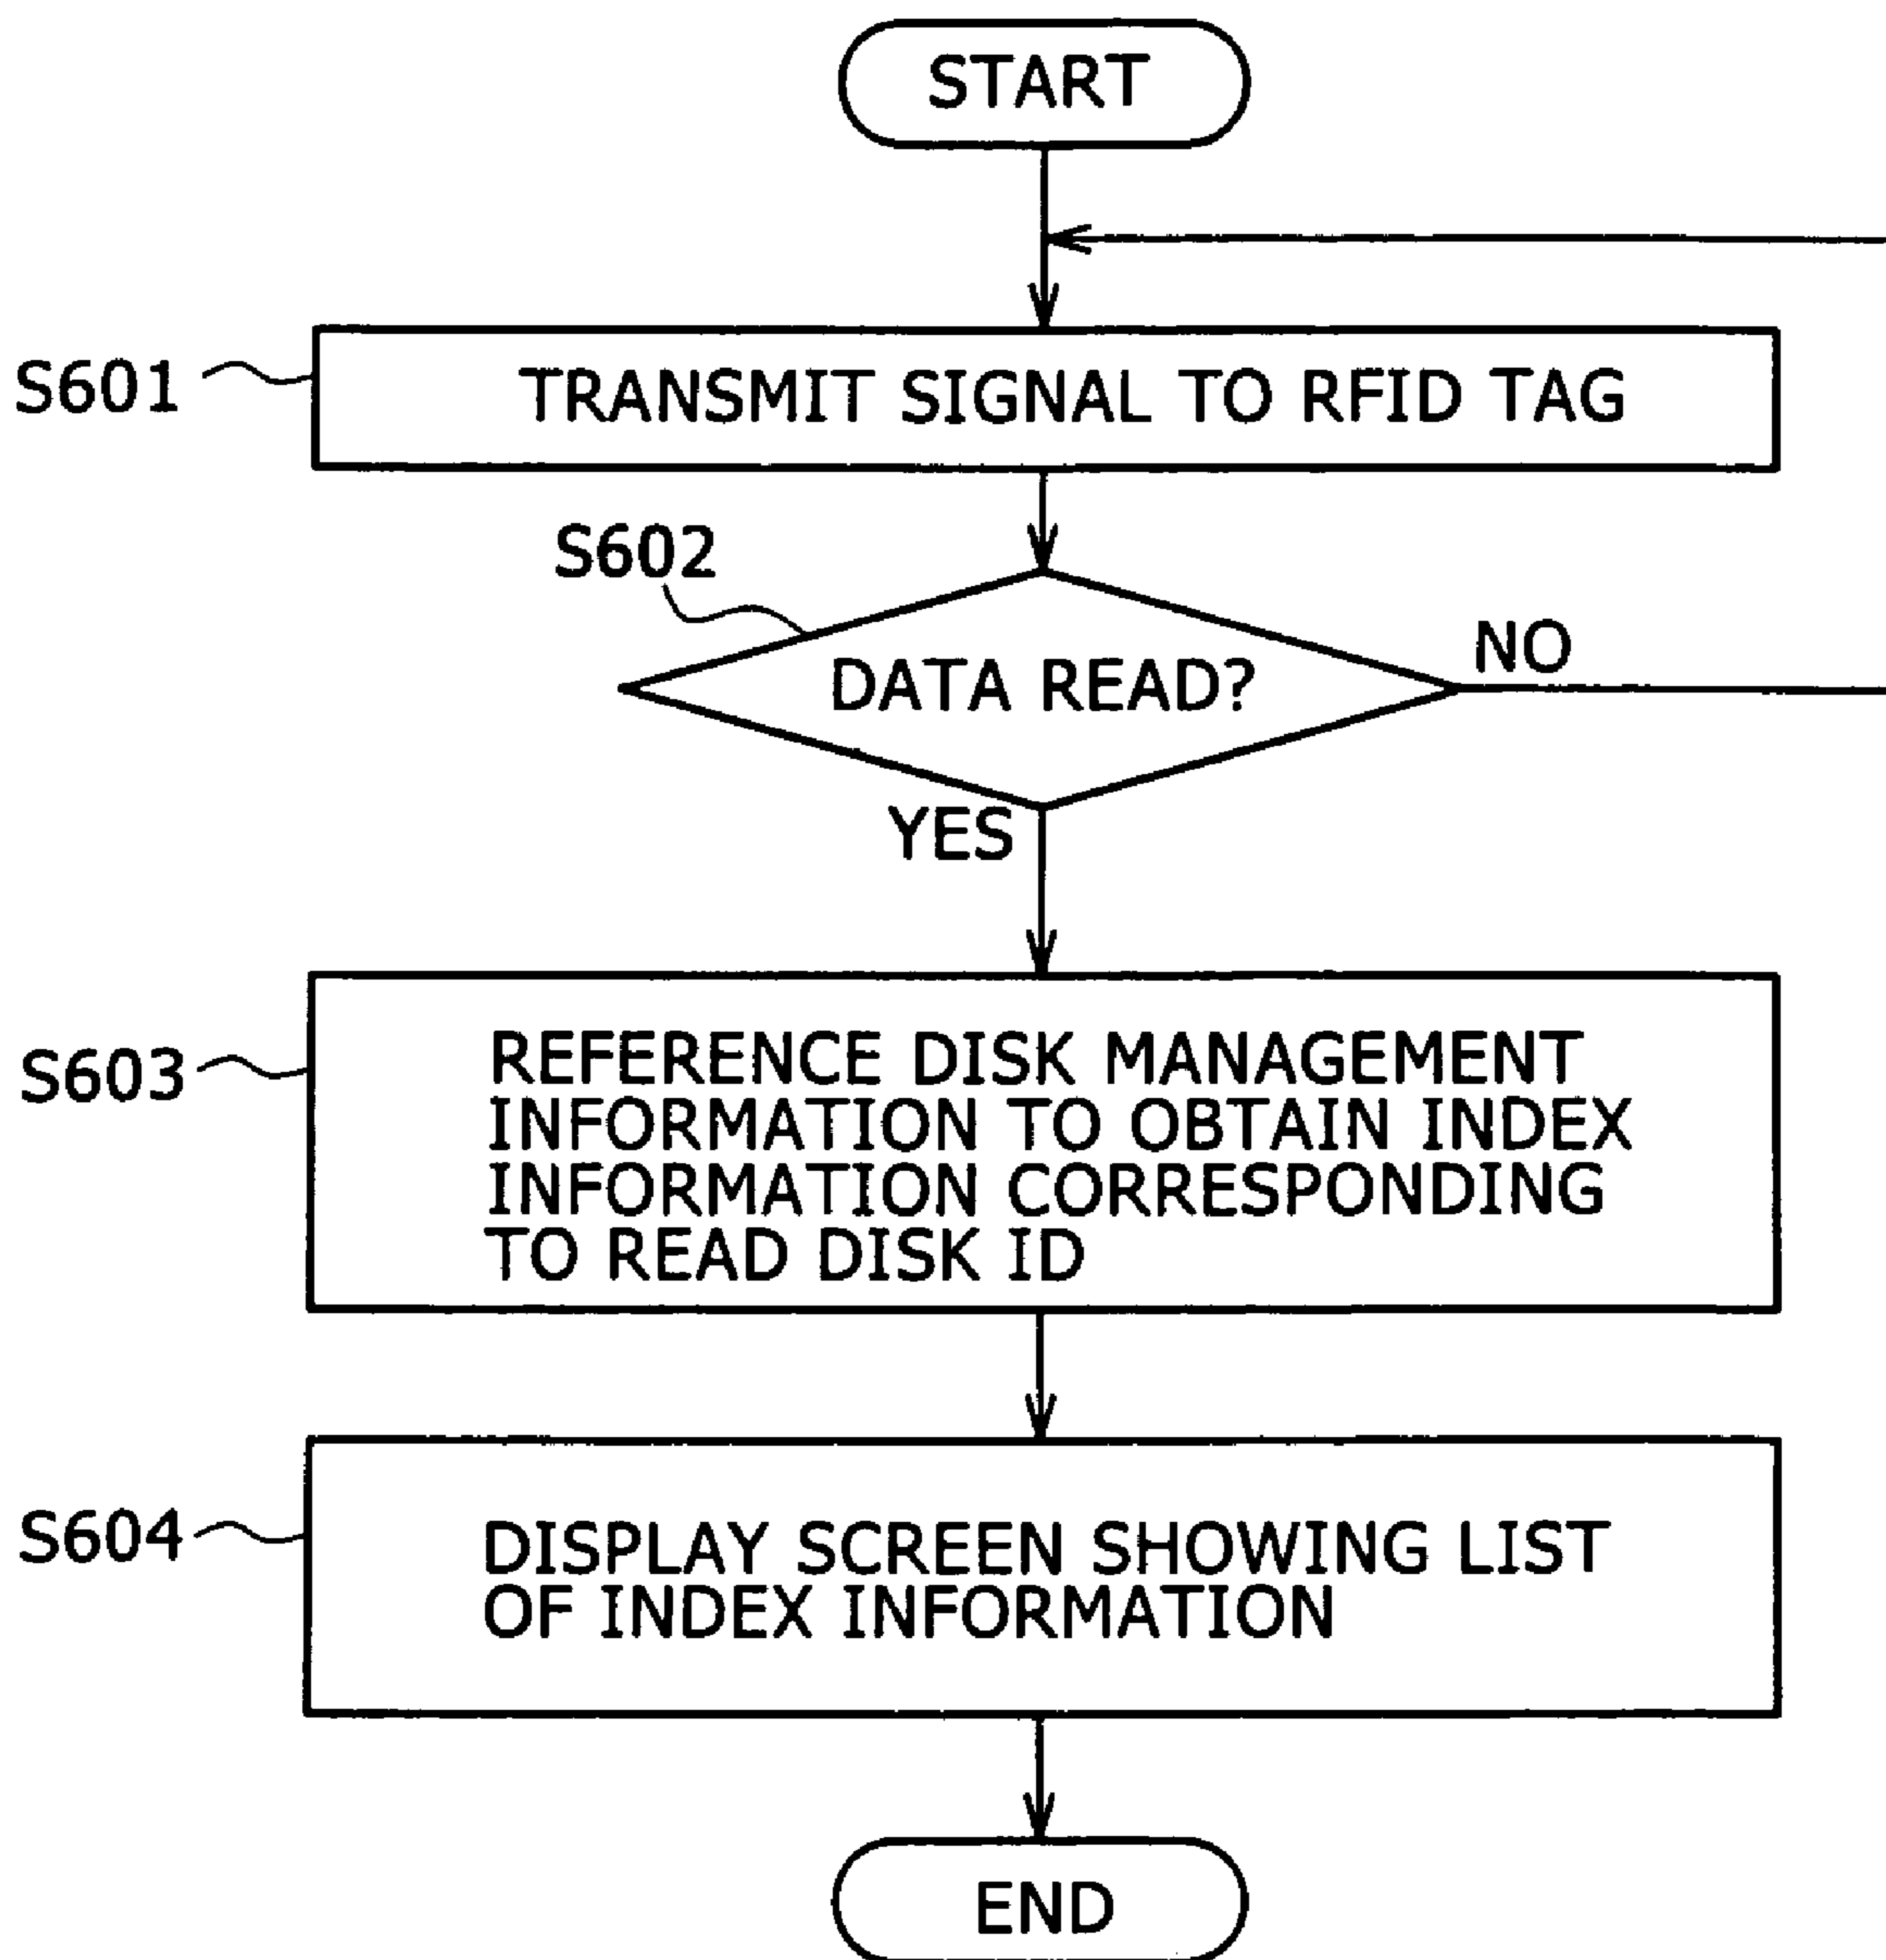 START
S601
TRANSMIT SIGNAL TO RFID TAG
S602
DATA READ?
NO
YES
S603
REFERENCE DISK MANAGEMENT
INFORMATION TO OBTAIN INDEX
INFORMATION CORRESPONDING
TO READ DISK ID
S604
DISPLAY SCREEN SHOWING LIST
OF INDEX INFORMATION
END